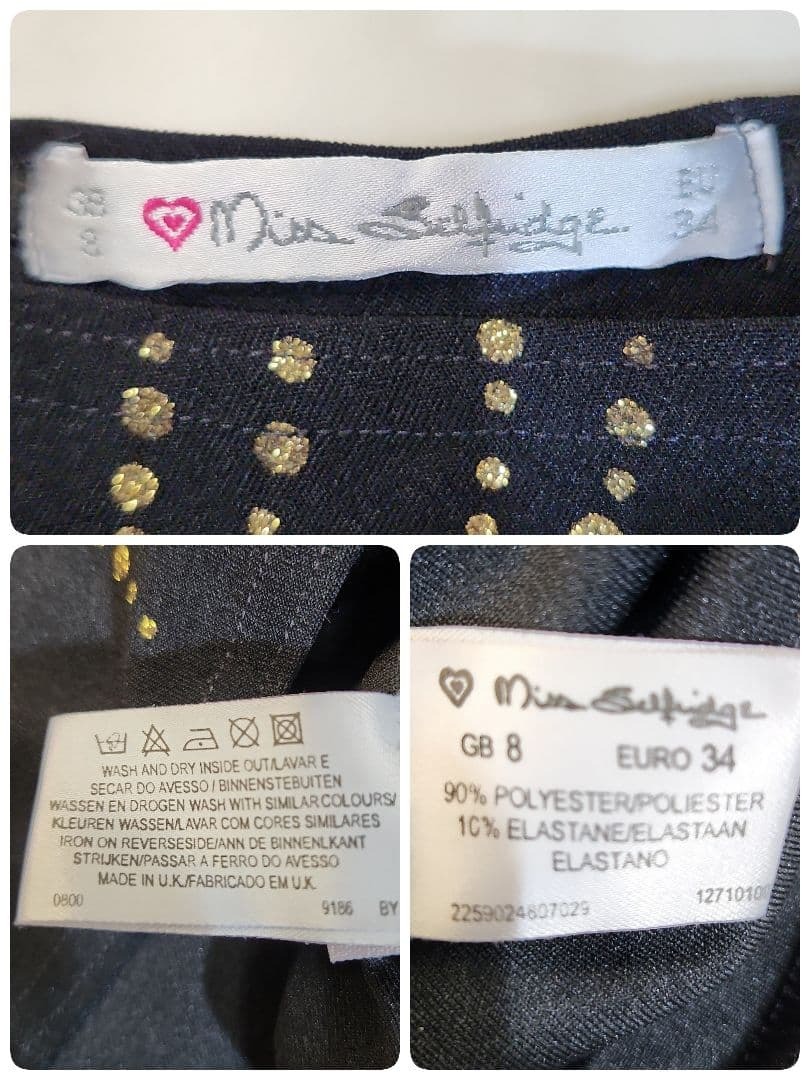 GB
8
Miss Selfridge
EU
34
WASH AND DRY INSIDE OUT/LAVAR E
SECAR DO AVESSO / BINNENSTEBUITEN
WASSEN EN DROGEN WASH WITH SIMILAR COLOURS/
KLEUREN WASSEN/LAVAR COM CORES SIMILARES
IRON ON REVERSESIDE/ANN DE BINNENLKANT
STRIJKEN/PASSAR A FERRO DO AVESSO
MADE IN U.K./FABRICADO EM U.K.
0800
9186 BY
Miss Selfridge
GB 8 EURO 34
90% POLYESTER/POLIESTER
10% ELASTANE/ELASTAAN
ELASTANO
2259024807029
1271010